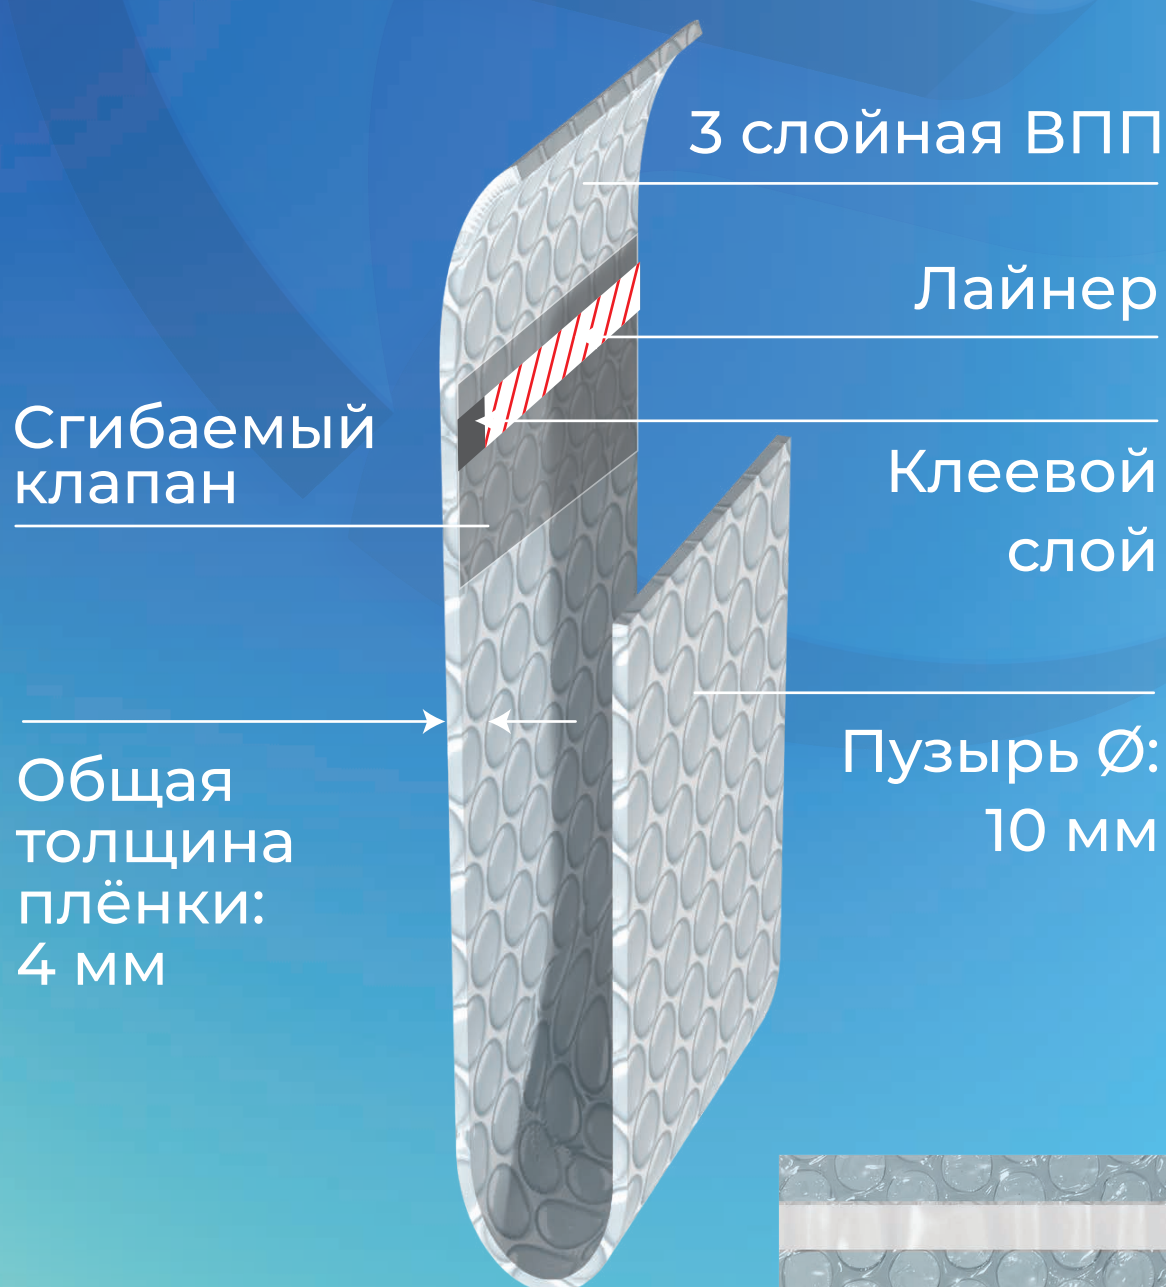 3 слойная ВПП
Лайнер
Сгибаемый
клапан
Клеевой
слой
Общая
толщина
плёнки:
4 мм
Пузырь Ø:
10 мм